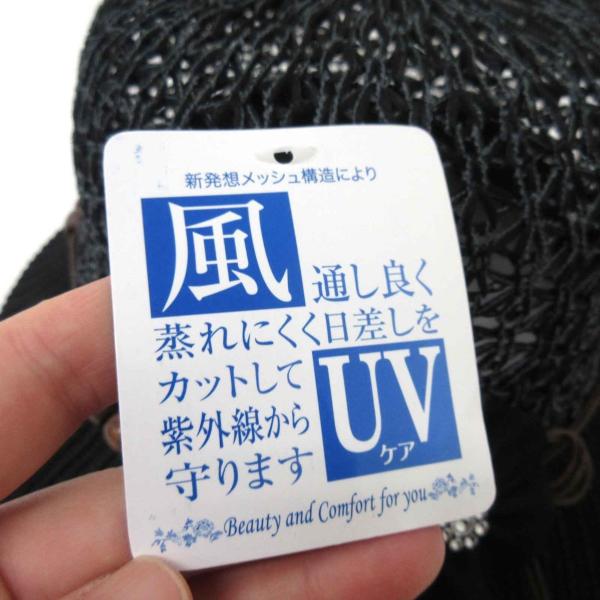 新発想メッシュ構造により
風通し良く
蒸れにくく日差しを
カットして
紫外線から
守ります
UV
ケア
Beauty and Comfort for you